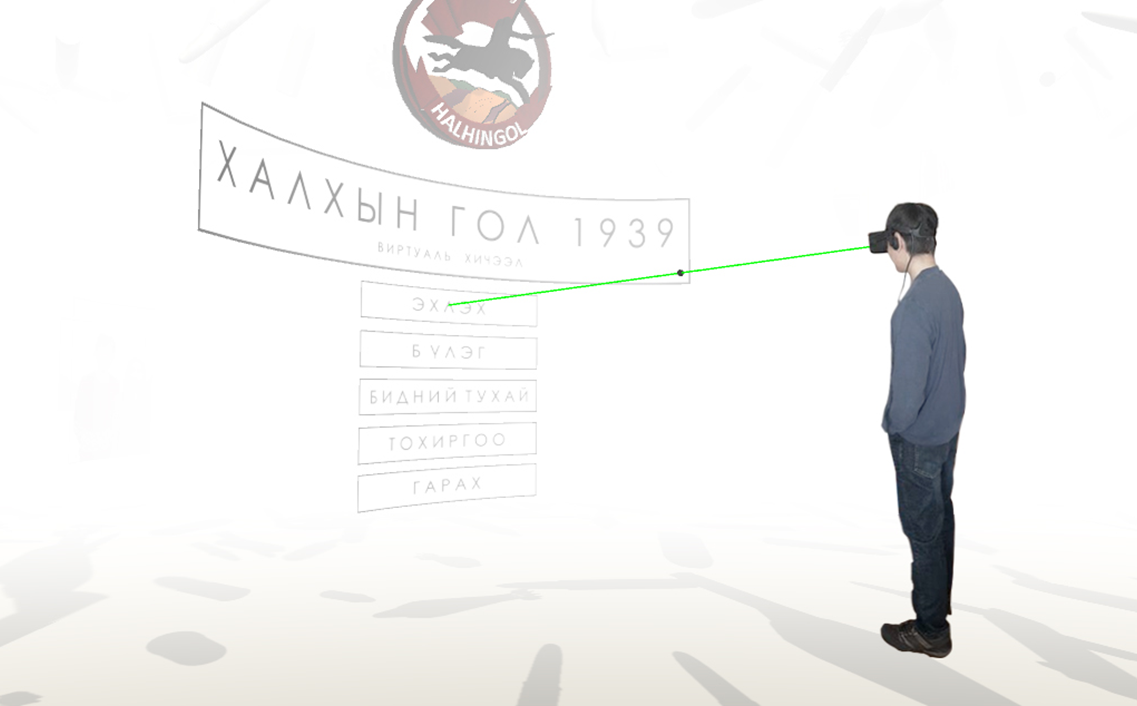 HALHINGOL
ХАЛХЫН ГОЛ 1939
ВИРТУАЛЬ ХИЧЭЭЛ
ЭХЛЭХ
БҮЛЭГ
БИДНИЙ ТУХАЙ
ТОХИРГОО
ГАРАХ